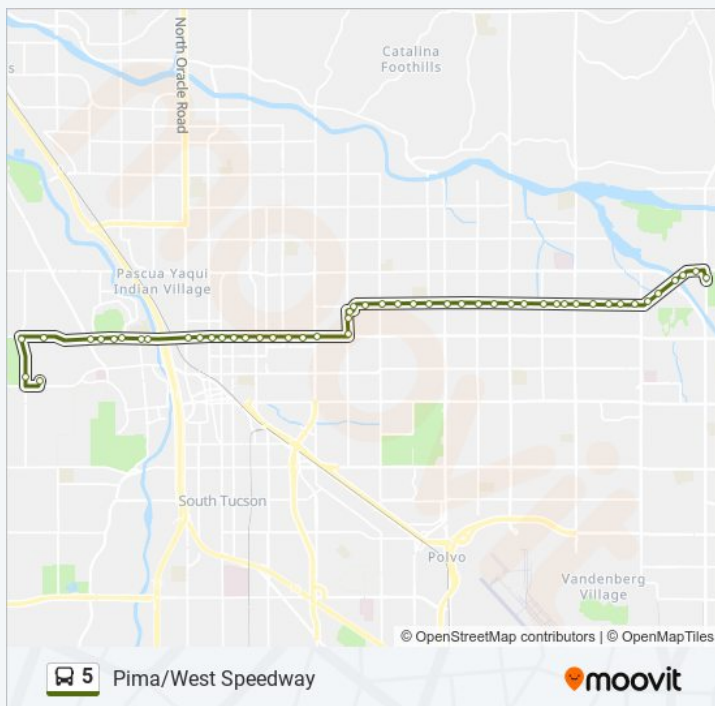 Catalina
Foothills
North Oracle Road
s
Pascua Yaqui
Indian Village
South Tucson
Polvo
Vandenberg
Village
moovit
© OpenStreetMap contributors | © OpenMapTiles
5 Pima/West Speedway
moovit